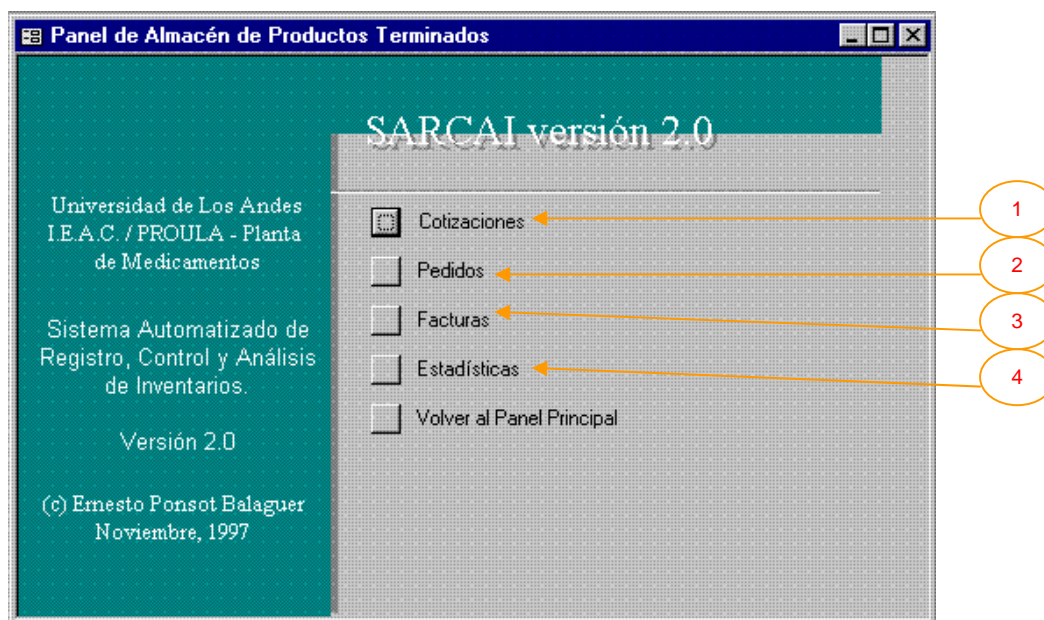 Panel de Almacén de Productos Terminados
SARCAI versión 2.0
Universidad de Los Andes
I.E.A.C. / PROULA - Planta
de Medicamentos
Sistema Automatizado de
Registro, Control y Análisis
de Inventarios.
Versión 2.0
(c) Ernesto Ponsot Balaguer
Noviembre, 1997
Cotizaciones
Pedidos
Facturas
Estadísticas
Volver al Panel Principal
1
2
3
4